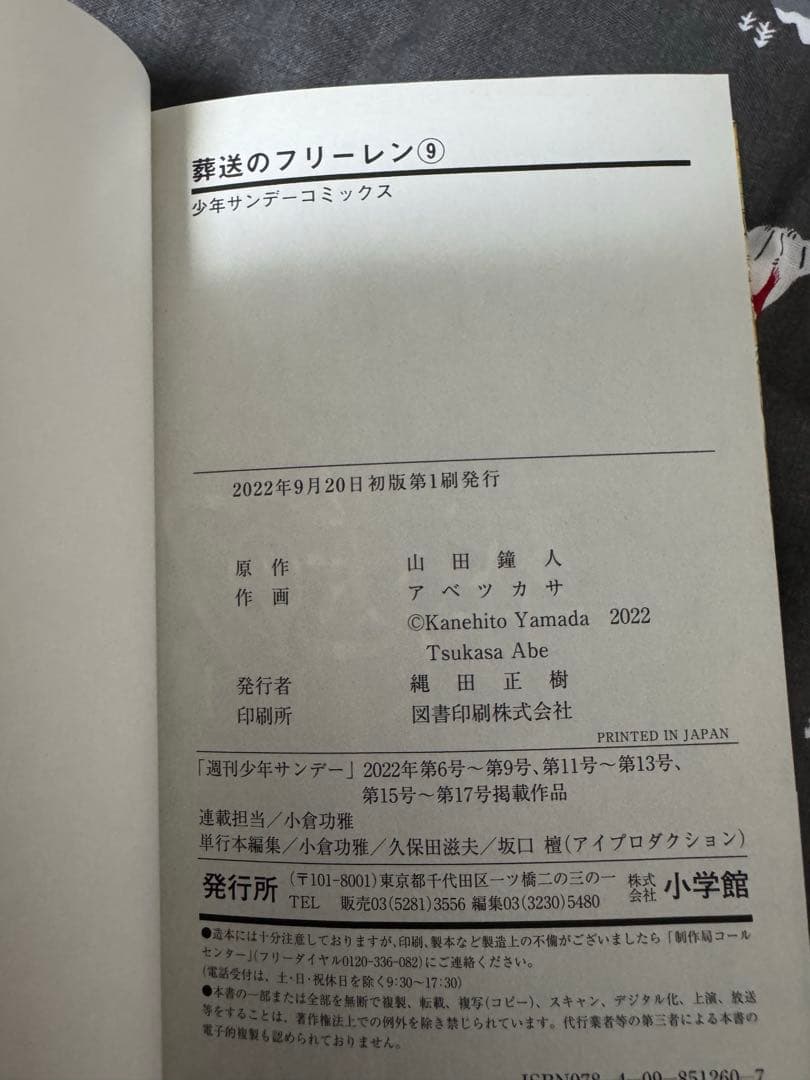 葬送のフリーレン⑨
少年サンデーコミックス
2022年9月20日初版第1刷発行
原作 山田鐘人
作画 アベツカサ
©Kanehito Yamada 2022
Tsukasa Abe
発行者 縄田正樹
印刷所 図書印刷株式会社
PRINTED IN JAPAN
「週刊少年サンデー」2022年第6号～第9号、第11号～第13号、
第15号～第17号掲載作品
連載担当／小倉功雅
単行本編集／小倉功雅／久保田滋夫／坂口 檀(アイプロダクション)
発行所 (〒101-8001)東京都千代田区一ツ橋二の三の一 株式会社 小学館
TEL 販売03(5281)3556 編集03(3230)5480
●造本には十分注意しておりますが、印刷、製本など製造上の不備がございましたら「制作局コール
センター」(フリーダイヤル0120-336-082)にご連絡ください。
(電話受付は、土・日・祝休日を除く9:30～17:30)
●本書の一部または全部を無断で複製、転載、複写(コピー)、スキャン、デジタル化、上演、放送
等をすることは、著作権法上での例外を除き禁じられています。代行業者等の第三者による本書の
電子的複製も認められておりません。
ISBN978-4-09-851260-7